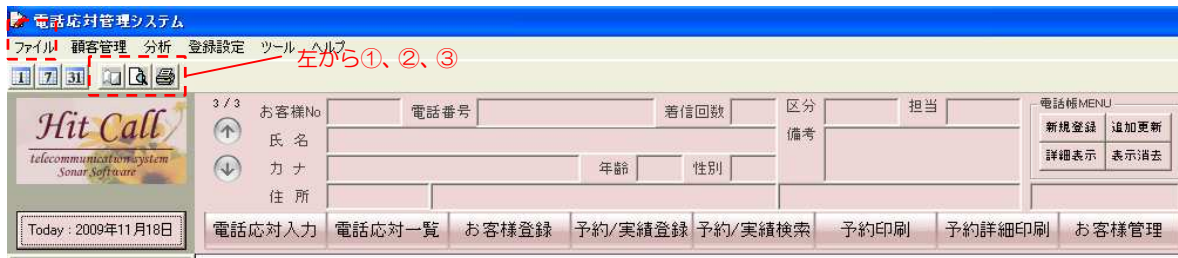 電話応対管理システム
ファイル 顧客管理 分析 登録設定 ツール ヘルプ
左から①、②、③
1 7 31
Hit Call
telecommunication system
Sonar Software
3 / 3
お客様No 電話番号 着信回数 区分 担当
氏 名 備考
カ ナ 年齢 性別
住 所
電話帳MENU
新規登録 追加更新
詳細表示 表示消去
Today : 2009年11月18日
電話応対入力 電話応対一覧 お客様登録 予約/実績登録 予約/実績検索 予約印刷 予約詳細印刷 お客様管理